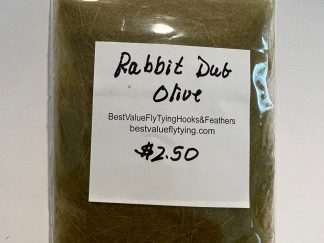 Rabbit Dub
Olive
BestValueFlyTyingHooks&Feathers
bestvalueflytying.com
$2.50